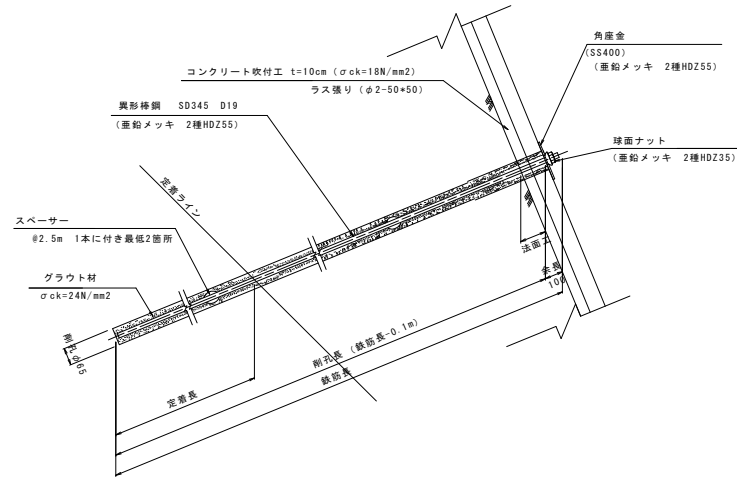 角座金
(SS400)
(亜鉛メッキ 2種HDZ55)
コンクリート吹付工 t=10cm (σck=18N/mm2)
ラス張り (φ2-50*50)
異形棒鋼 SD345 D19
(亜鉛メッキ 2種HDZ55)
球面ナット
(亜鉛メッキ 2種HDZ35)
定着ライン
スペーサー
@2.5m 1本に付き最低2箇所
グラウト材
σck=24N/mm2
法面工
余長
100
削孔φ65
削孔長 (鉄筋長-0.1m)
鉄筋長
定着長